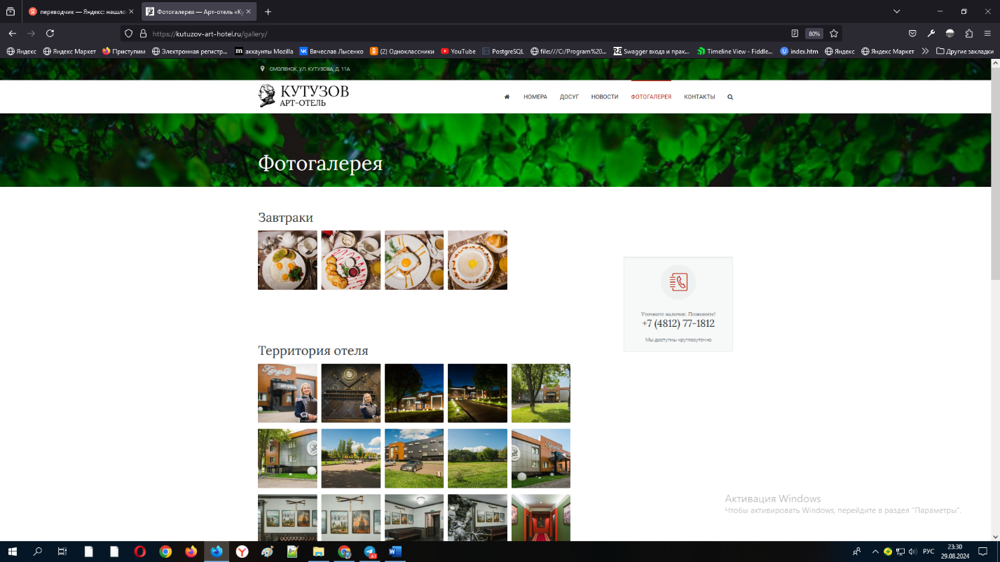 переводчик — Яндекс: нашло
Фотогалерея — Арт-отель «Ку
https://kutuzov-art-hotel.ru/gallery/
80%
Яндекс
Яндекс Маркет
Приступим
Электронная регистр...
аккаунты Mozilla
Вячеслав Лысенко
(2) Одноклассники
YouTube
PostgreSQL
file:///C:/Program%20...
Swagger входа и прак...
Timeline View - Fiddle...
index.htm
Яндекс
Яндекс Маркет
Другие закладки
СМОЛЕНСК, УЛ. КУТУЗОВА, Д. 11А
КУТУЗОВ
АРТ-ОТЕЛЬ
НОМЕРА
ДОСУГ
НОВОСТИ
ФОТОГАЛЕРЕЯ
КОНТАКТЫ
Фотогалерея
Завтраки
Уточните наличие. Позвоните!
+7 (4812) 77-1812
Мы доступны круглосуточно
Территория отеля
Активация Windows
Чтобы активировать Windows, перейдите в раздел "Параметры".
РУС
23:30
29.08.2024